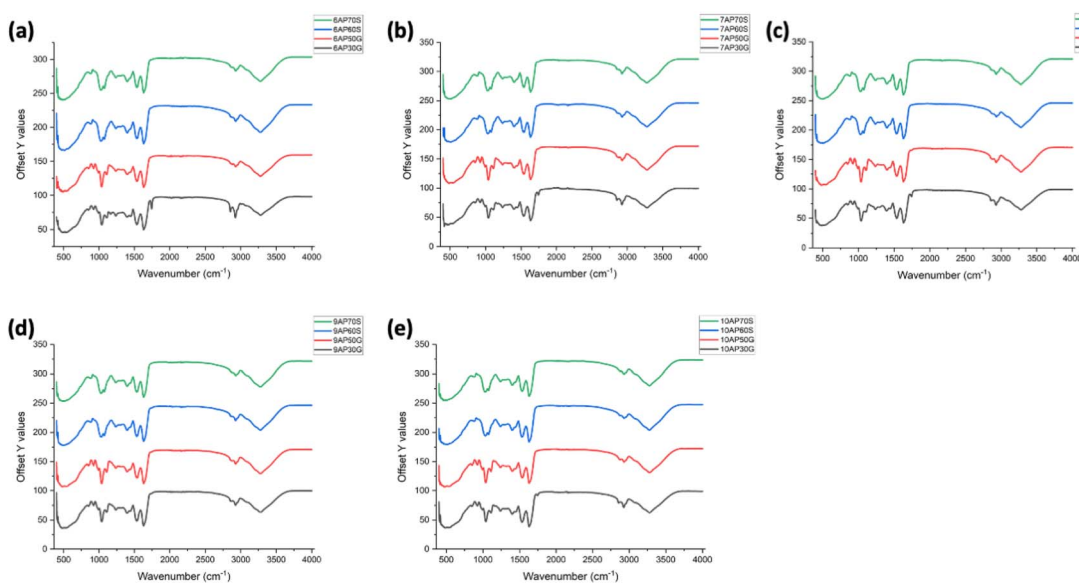 (a)
6AP70S
6AP60S
6AP50G
6AP30G
300
250
200
150
100
50
Offset Y values
500 1000 1500 2000 2500 3000 3500 4000
Wavenumber (cm⁻¹)
(b)
7AP70S
7AP60S
7AP50G
7AP30G
350
300
250
200
150
100
50
0
Offset Y values
500 1000 1500 2000 2500 3000 3500 4000
Wavenumber (cm⁻¹)
(c)
350
300
250
200
150
100
50
0
Offset Y values
500 1000 1500 2000 2500 3000 3500 4000
Wavenumber (cm⁻¹)
(d)
9AP70S
9AP60S
9AP50G
9AP30G
350
300
250
200
150
100
50
0
Offset Y values
500 1000 1500 2000 2500 3000 3500 4000
Wavenumber (cm⁻¹)
(e)
10AP70S
10AP60S
10AP50G
10AP30G
350
300
250
200
150
100
50
0
Offset Y values
500 1000 1500 2000 2500 3000 3500 4000
Wavenumber (cm⁻¹)